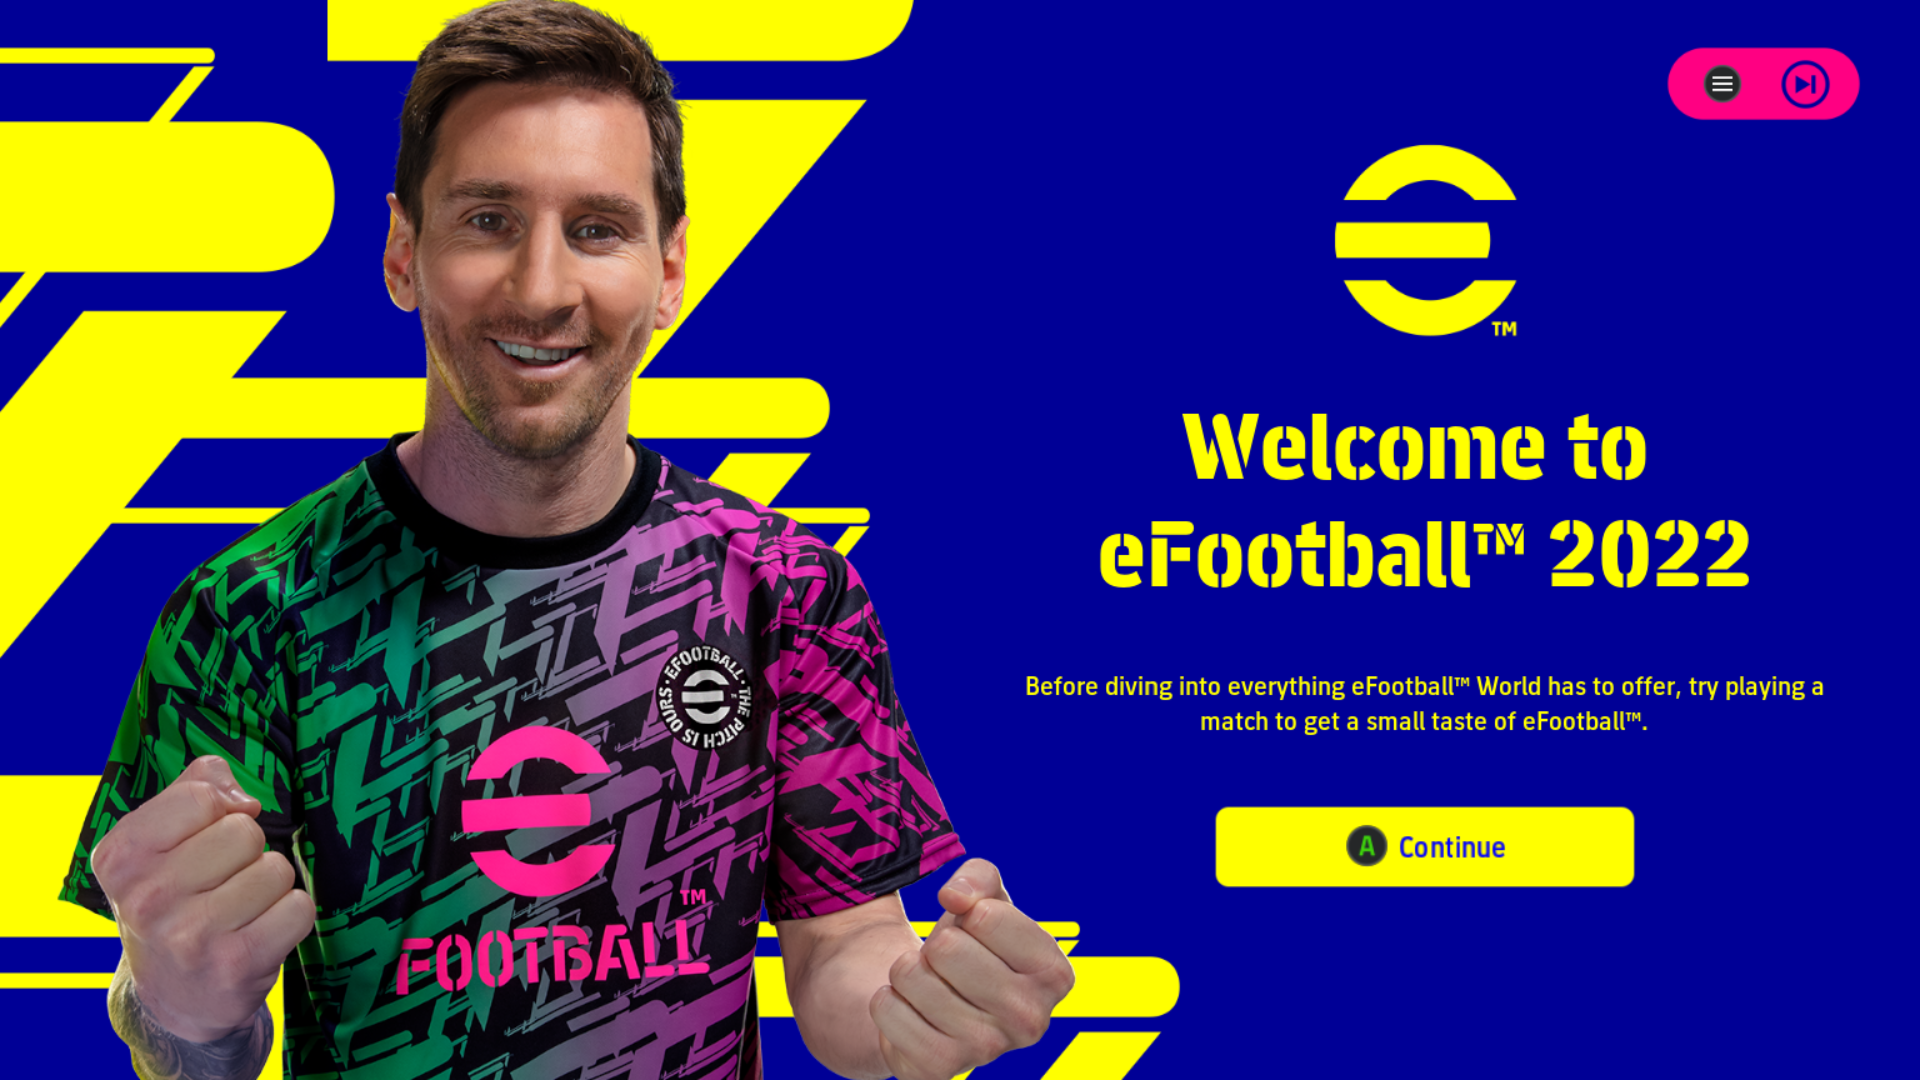 TM
Welcome to
eFootball™ 2022
Before diving into everything eFootball™ World has to offer, try playing a
match to get a small taste of eFootball™.
A Continue
EFOOTBALL · THE PITCH IS OURS ·
TM
FOOTBALL